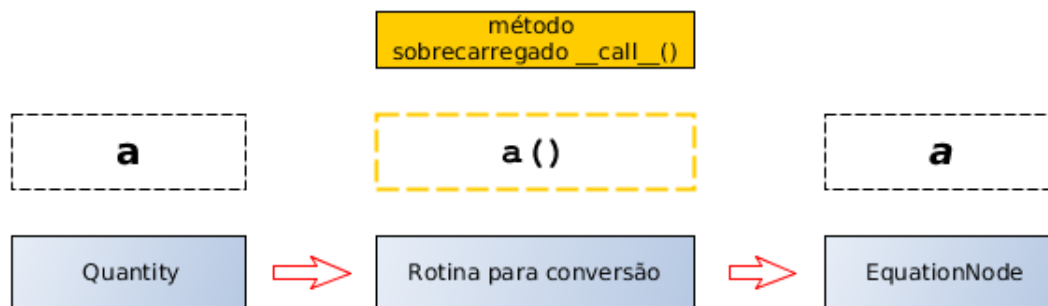 método
sobrecarregado __call__()
a
a()
a
Quantity
Rotina para conversão
EquationNode